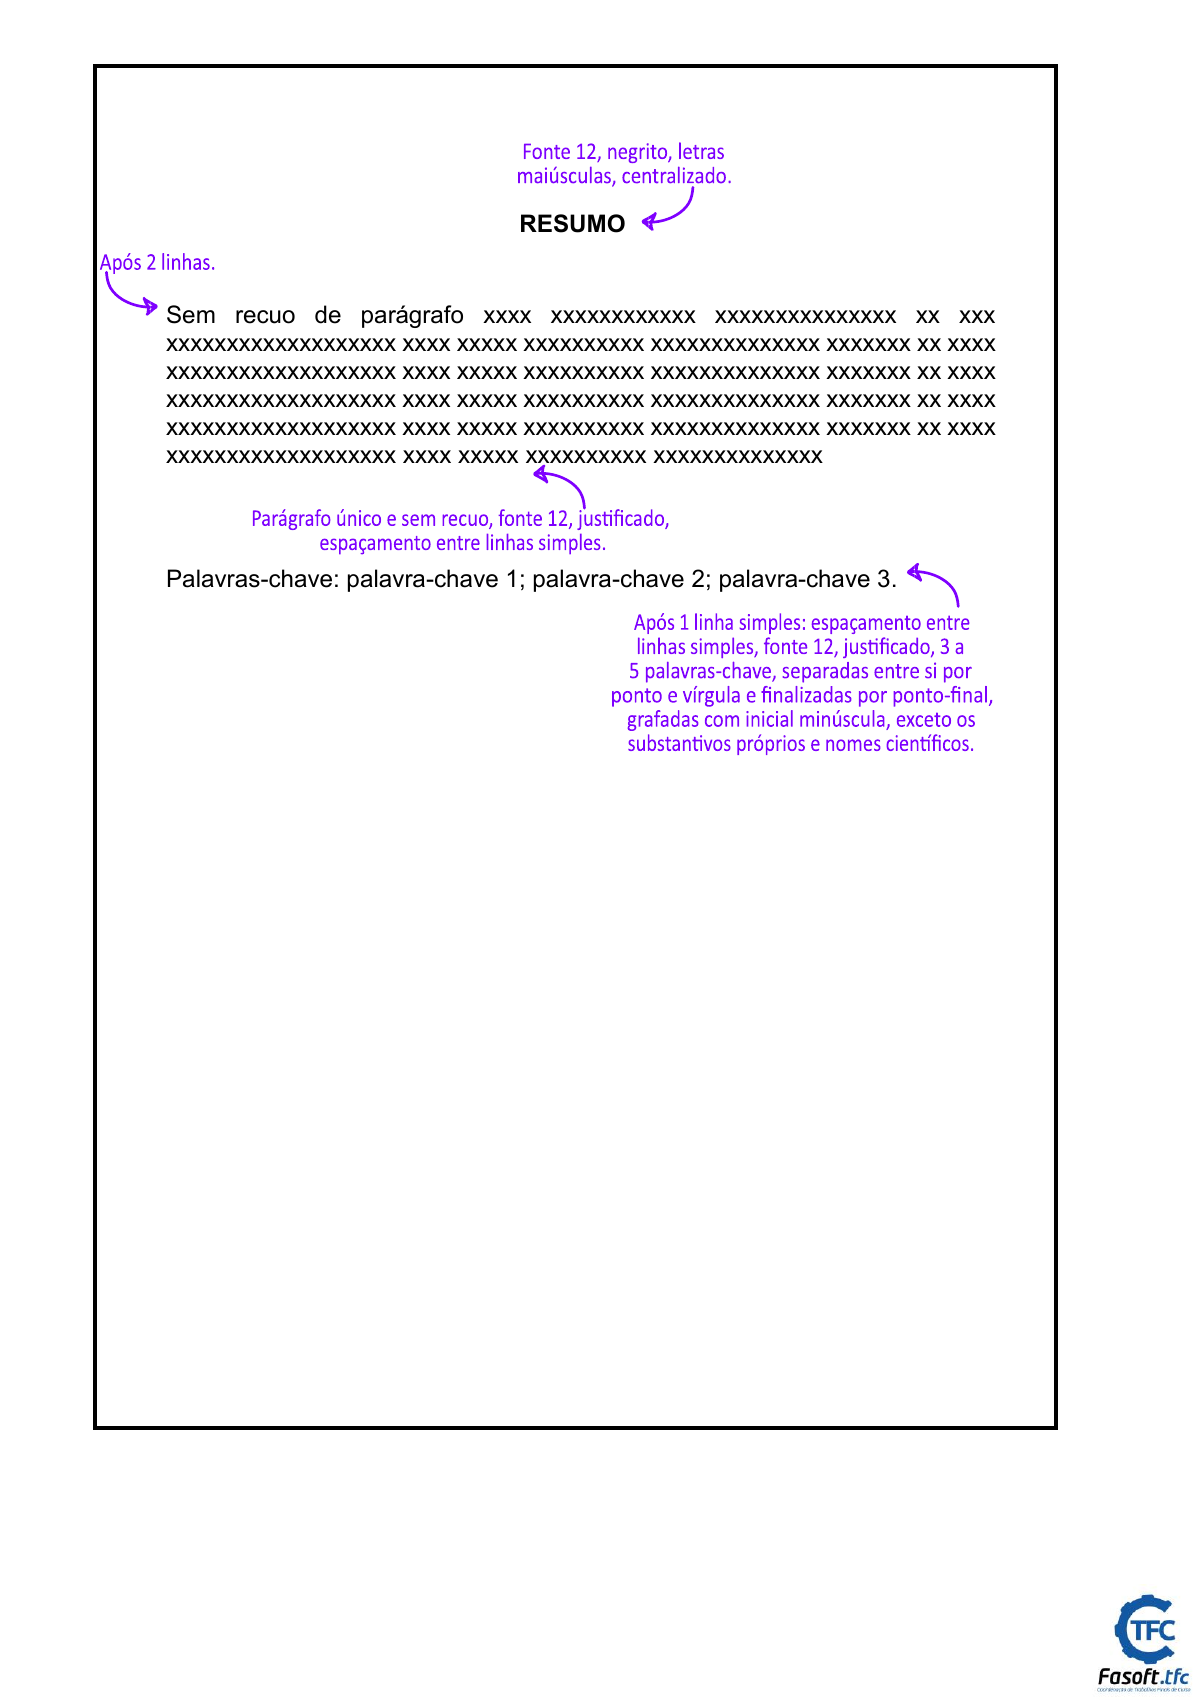 Fonte 12, negrito, letras
maiúsculas, centralizado.
RESUMO
Após 2 linhas.
Sem recuo de parágrafo xxxx xxxxxxxxxxxx xxxxxxxxxxxxxxx xx xxx
xxxxxxxxxxxxxxxxxxx xxxx xxxxx xxxxxxxxxx xxxxxxxxxxxxxx xxxxxxx xx xxxx
xxxxxxxxxxxxxxxxxxx xxxx xxxxx xxxxxxxxxx xxxxxxxxxxxxxx xxxxxxx xx xxxx
xxxxxxxxxxxxxxxxxxx xxxx xxxxx xxxxxxxxxx xxxxxxxxxxxxxx xxxxxxx xx xxxx
xxxxxxxxxxxxxxxxxxx xxxx xxxxx xxxxxxxxxx xxxxxxxxxxxxxx xxxxxxx xx xxxx
xxxxxxxxxxxxxxxxxxx xxxx xxxxx xxxxxxxxxx xxxxxxxxxxxxxx
Parágrafo único e sem recuo, fonte 12, justificado,
espaçamento entre linhas simples.
Palavras-chave: palavra-chave 1; palavra-chave 2; palavra-chave 3.
Após 1 linha simples: espaçamento entre
linhas simples, fonte 12, justificado, 3 a
5 palavras-chave, separadas entre si por
ponto e vírgula e finalizadas por ponto-final,
grafadas com inicial minúscula, exceto os
substantivos próprios e nomes científicos.
TFC
Fasoft.tfc
Coordenação de Trabalhos Finais de Curso